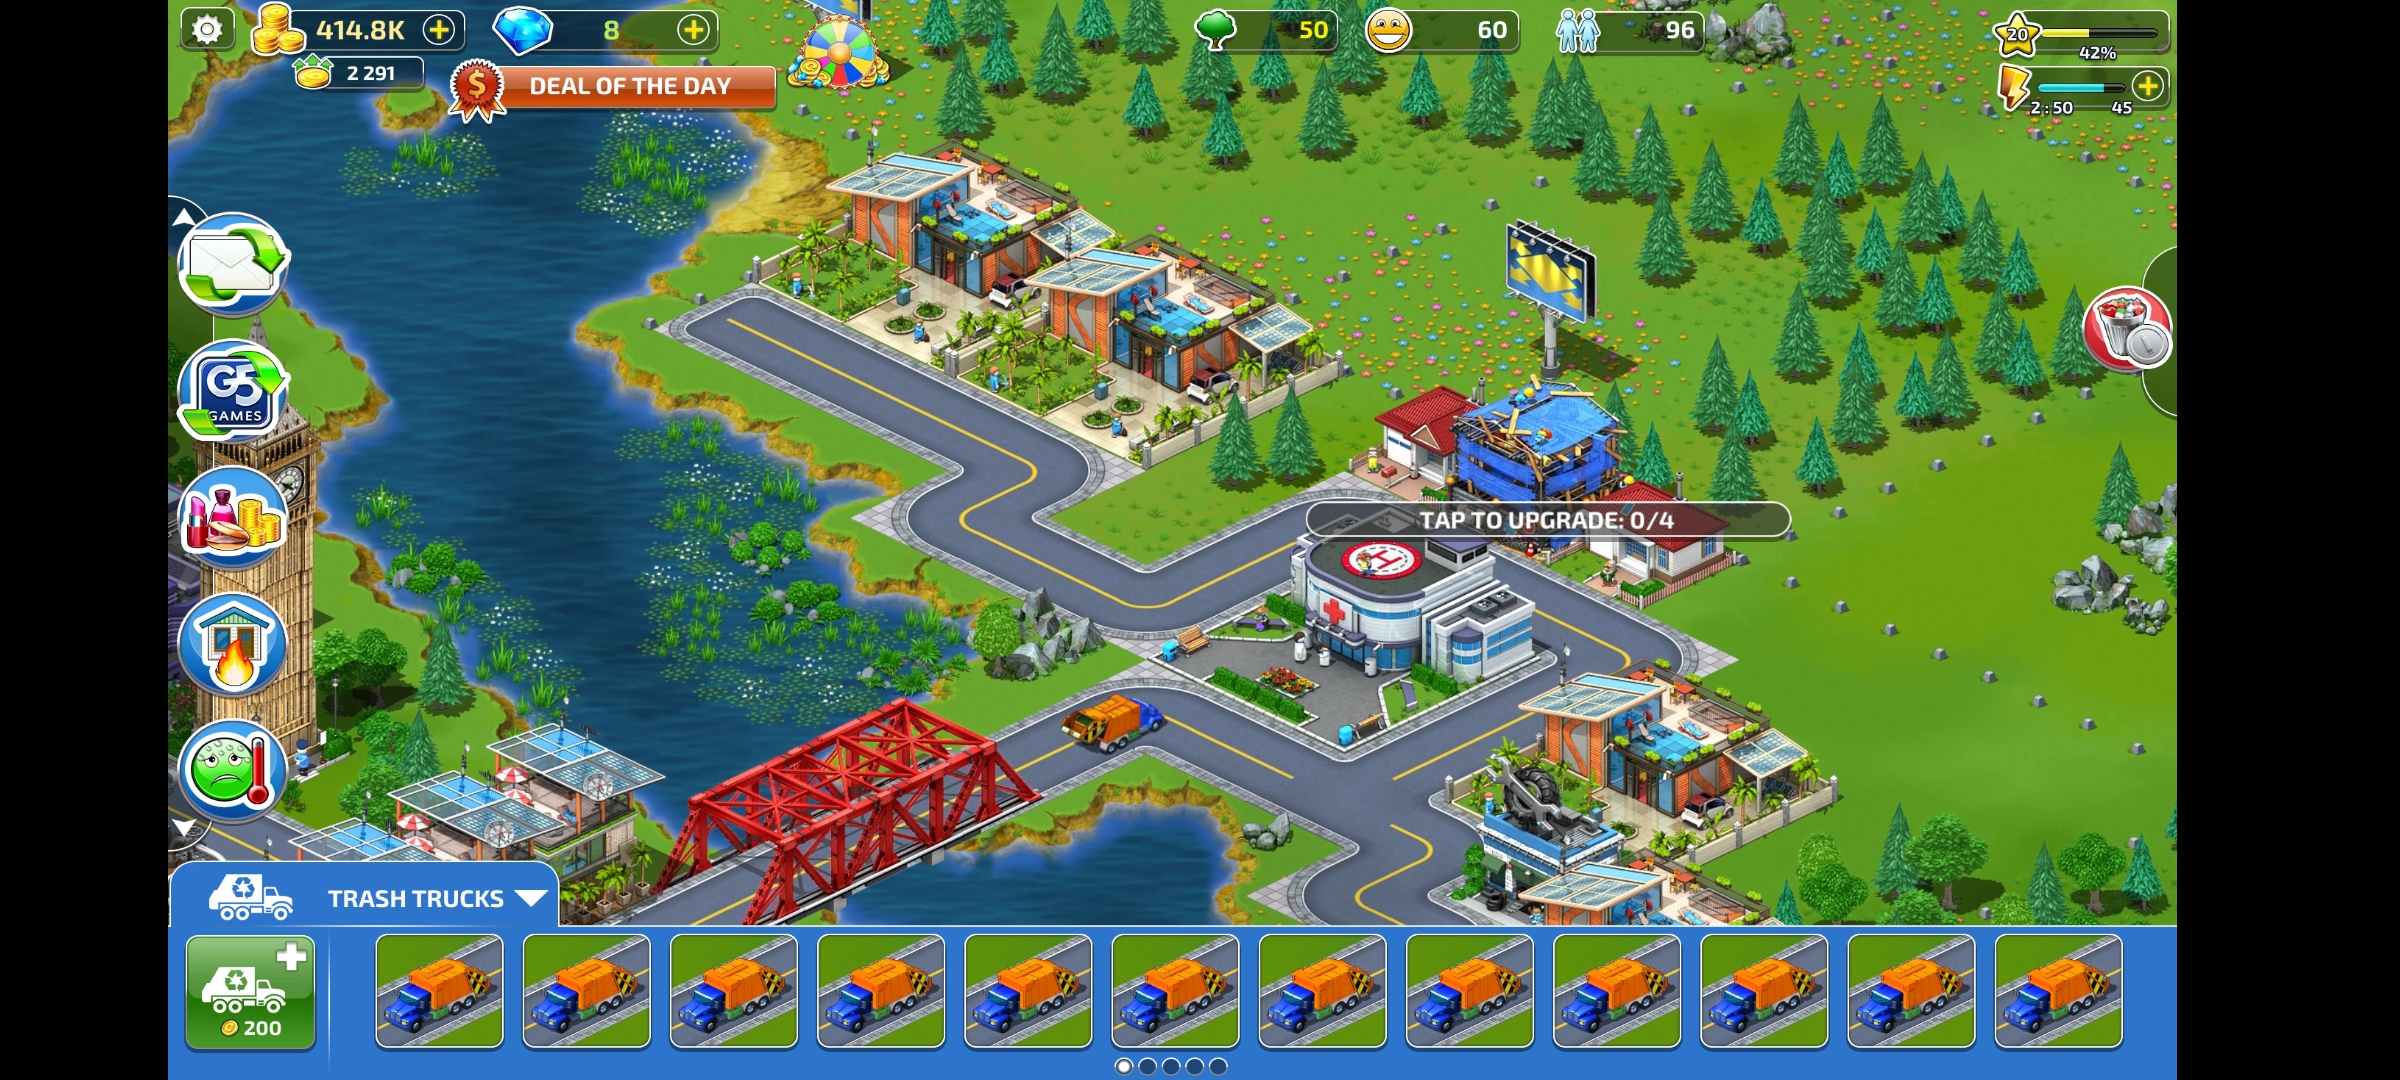 414.8K
8
50
60
96
20
42%
2 291
DEAL OF THE DAY
2:50
45
G5
GAMES
TAP TO UPGRADE: 0/4
H
TRASH TRUCKS
200